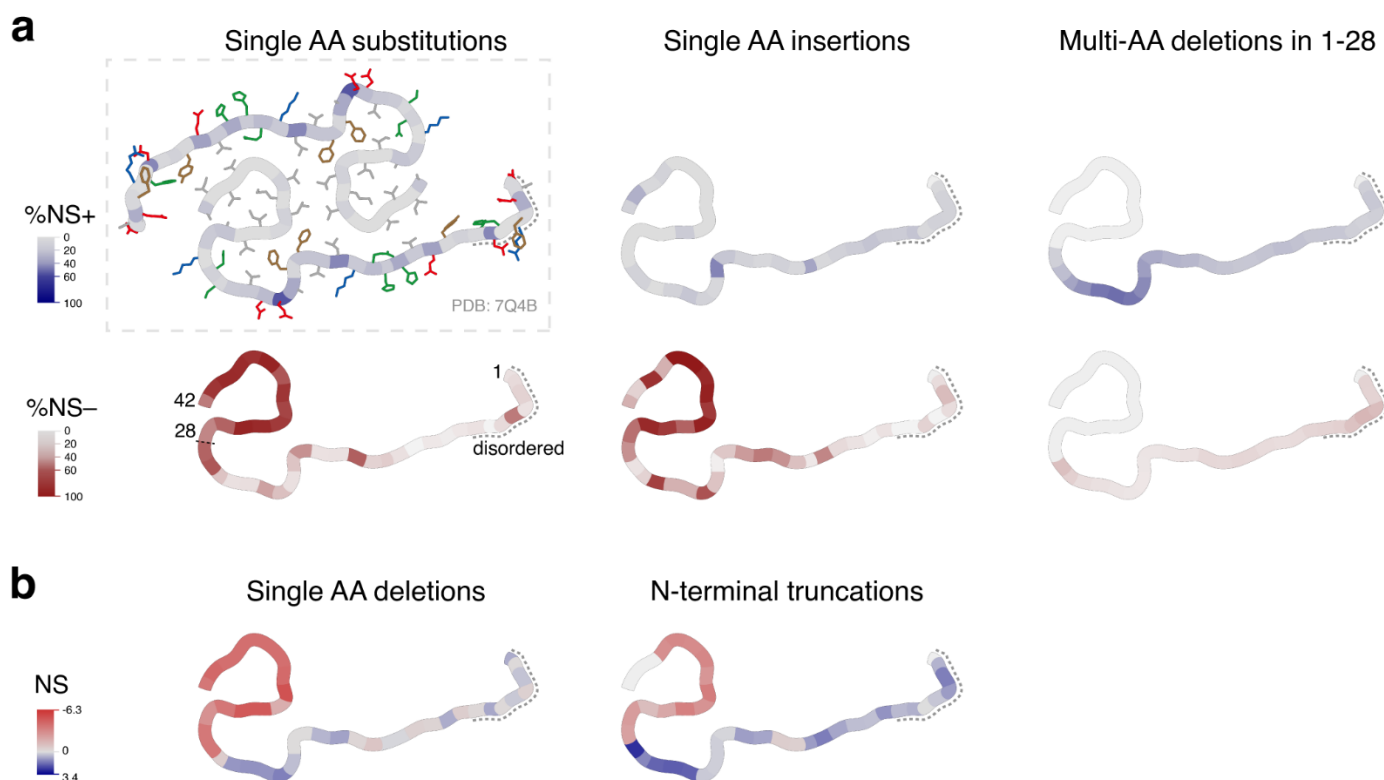 a
Single AA substitutions
Single AA insertions
Multi-AA deletions in 1-28
%NS+
0
20
40
60
100
PDB: 7Q4B
%NS–
0
20
40
60
100
42
28
1
disordered
b
Single AA deletions
N-terminal truncations
NS
-6.3
0
3.4